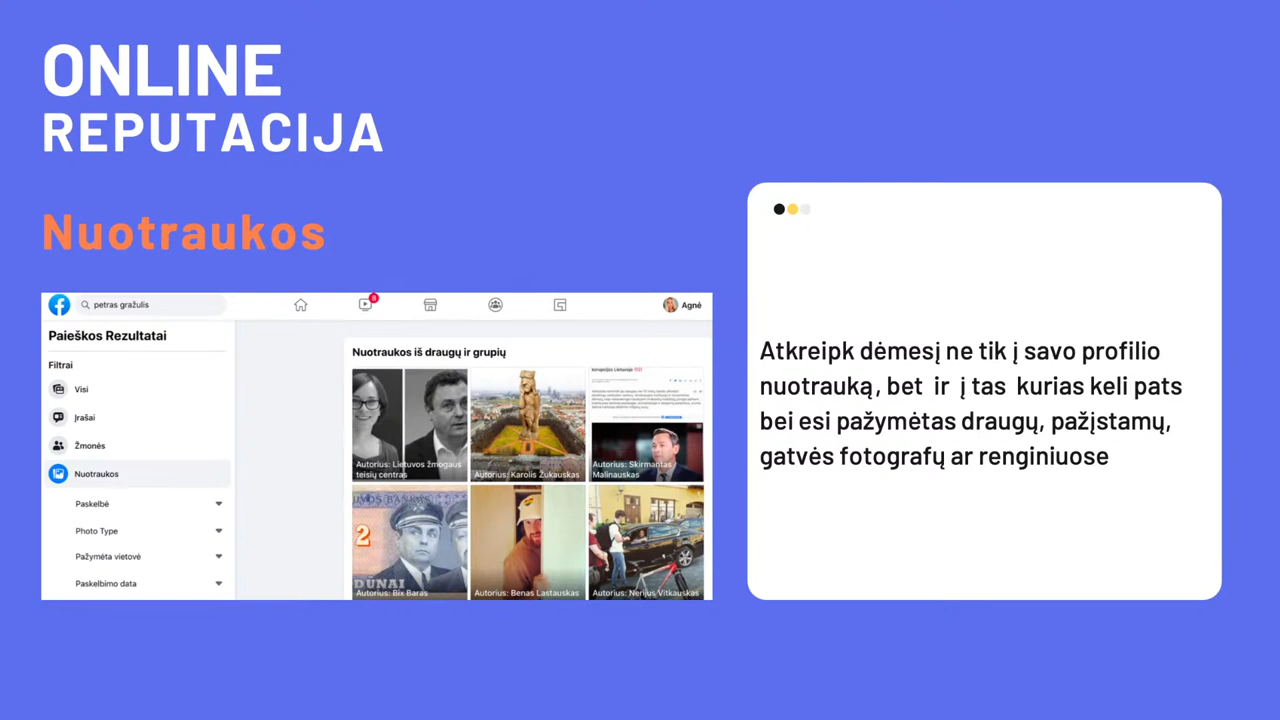 ONLINE
REPUTACIJA
Nuotraukos
petras gražulis
8
Agnė
Paieškos Rezultatai
Filtrai
Visi
Įrašai
Žmonės
Nuotraukos
Paskelbė
Photo Type
Pažymėta vietovė
Paskelbimo data
Nuotraukos iš draugų ir grupių
Autorius: Lietuvos žmogaus
teisių centras
Autorius: Karolis Žukauskas
Autorius: Skirmantas
Malinauskas
2
Autorius: Bix Baras
Autorius: Benas Lastauskas
Autorius: Nerijus Vitkauskas
Atkreipk dėmesį ne tik į savo profilio
nuotrauką, bet ir į tas kurias keli pats
bei esi pažymėtas draugų, pažįstamų,
gatvės fotografų ar renginiuose